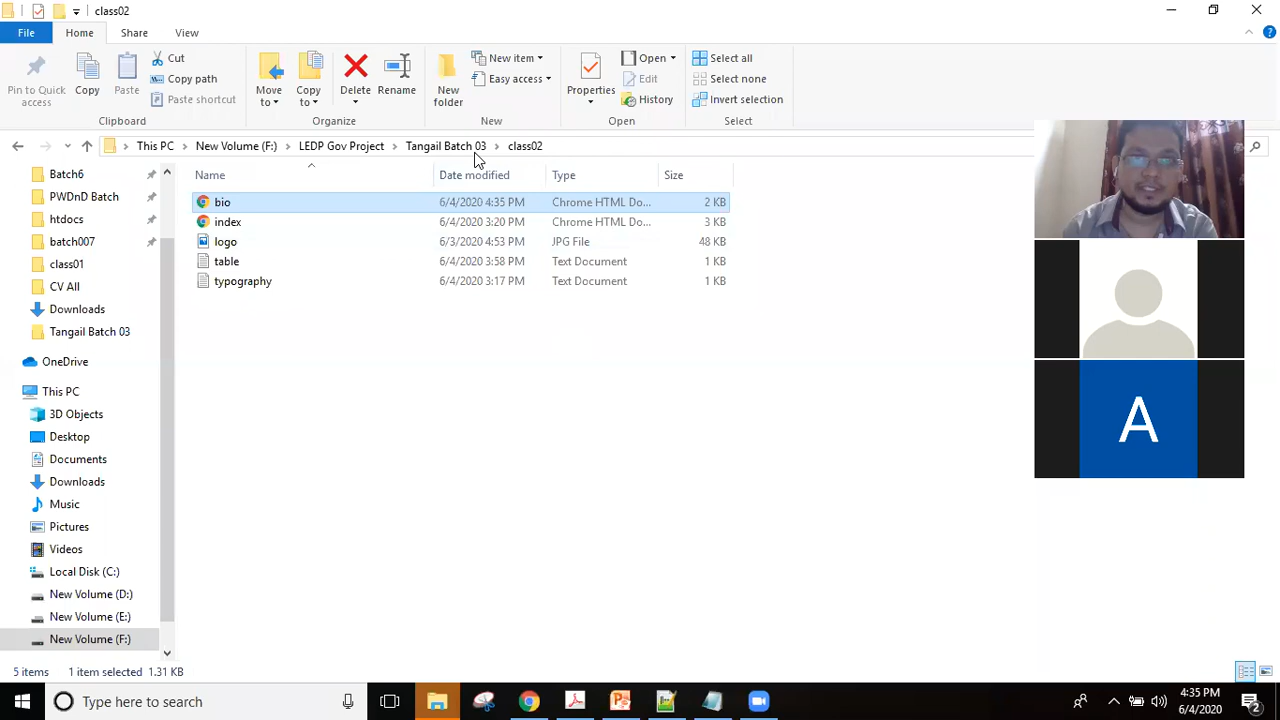 class02
File Home Share View
Pin to Quick access
Copy
Paste
Cut
Copy path
Paste shortcut
Clipboard
Move to
Copy to
Delete
Rename
Organize
New folder
New item
Easy access
New
Properties
Open
Edit
History
Open
Select all
Select none
Invert selection
Select
This PC > New Volume (F:) > LEDP Gov Project > Tangail Batch 03 > class02
Name Date modified Type Size
bio 6/4/2020 4:35 PM Chrome HTML Do... 2 KB
index 6/4/2020 3:20 PM Chrome HTML Do... 3 KB
logo 6/3/2020 4:53 PM JPG File 48 KB
table 6/4/2020 3:58 PM Text Document 1 KB
typography 6/4/2020 3:17 PM Text Document 1 KB
Batch6
PWDnD Batch
htdocs
batch007
class01
CV All
Downloads
Tangail Batch 03
OneDrive
This PC
3D Objects
Desktop
Documents
Downloads
Music
Pictures
Videos
Local Disk (C:)
New Volume (D:)
New Volume (E:)
New Volume (F:)
A
5 items 1 item selected 1.31 KB
Type here to search
4:35 PM
6/4/2020
2